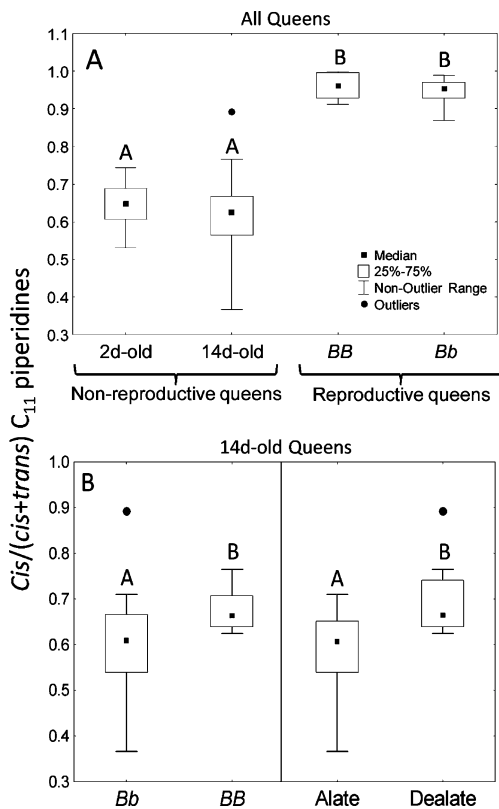 All Queens
1.1
A
B
B
1.0
0.9
A
A
0.8
0.7
0.6
0.5
0.4
0.3
Median
25%-75%
Non-Outlier Range
Outliers
2d-old 14d-old BB Bb
Non-reproductive queens Reproductive queens
Cis/(cis+trans) C₁₁ piperidines
14d-old Queens
1.0
B
0.9
0.8
A B A B
0.7
0.6
0.5
0.4
0.3
Bb BB Alate Dealate